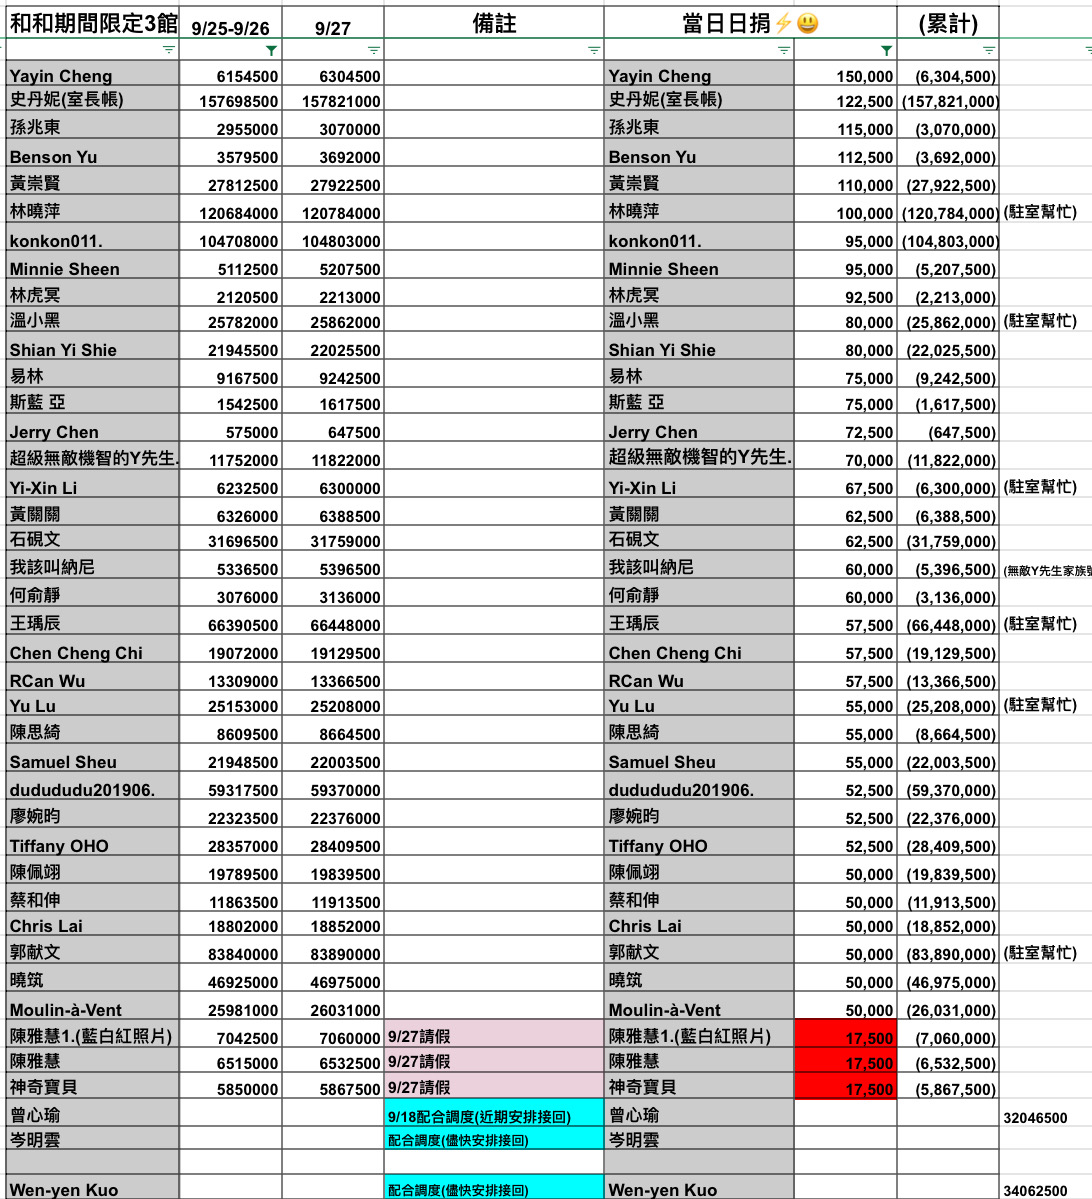 和和期間限定3館 9/25-9/26 9/27 備註 當日日捐⚡😃 (累計)
Yayin Cheng 6154500 6304500 Yayin Cheng 150,000 (6,304,500)
史丹妮(室長帳) 157698500 157821000 史丹妮(室長帳) 122,500 (157,821,000)
孫兆東 2955000 3070000 孫兆東 115,000 (3,070,000)
Benson Yu 3579500 3692000 Benson Yu 112,500 (3,692,000)
黃崇賢 27812500 27922500 黃崇賢 110,000 (27,922,500)
林曉萍 120684000 120784000 林曉萍 100,000 (120,784,000) (駐室幫忙)
konkon011. 104708000 104803000 konkon011. 95,000 (104,803,000)
Minnie Sheen 5112500 5207500 Minnie Sheen 95,000 (5,207,500)
林虎冥 2120500 2213000 林虎冥 92,500 (2,213,000)
溫小黑 25782000 25862000 溫小黑 80,000 (25,862,000) (駐室幫忙)
Shian Yi Shie 21945500 22025500 Shian Yi Shie 80,000 (22,025,500)
易林 9167500 9242500 易林 75,000 (9,242,500)
斯藍 亞 1542500 1617500 斯藍 亞 75,000 (1,617,500)
Jerry Chen 575000 647500 Jerry Chen 72,500 (647,500)
超級無敵機智的Y先生. 11752000 11822000 超級無敵機智的Y先生. 70,000 (11,822,000)
Yi-Xin Li 6232500 6300000 Yi-Xin Li 67,500 (6,300,000) (駐室幫忙)
黃關關 6326000 6388500 黃關關 62,500 (6,388,500)
石硯文 31696500 31759000 石硯文 62,500 (31,759,000)
我該叫納尼 5336500 5396500 我該叫納尼 60,000 (5,396,500) (無敵Y先生家族
何俞靜 3076000 3136000 何俞靜 60,000 (3,136,000)
王瑀辰 66390500 66448000 王瑀辰 57,500 (66,448,000) (駐室幫忙)
Chen Cheng Chi 19072000 19129500 Chen Cheng Chi 57,500 (19,129,500)
RCan Wu 13309000 13366500 RCan Wu 57,500 (13,366,500)
Yu Lu 25153000 25208000 Yu Lu 55,000 (25,208,000) (駐室幫忙)
陳思綺 8609500 8664500 陳思綺 55,000 (8,664,500)
Samuel Sheu 21948500 22003500 Samuel Sheu 55,000 (22,003,500)
dudududu201906. 59317500 59370000 dudududu201906. 52,500 (59,370,000)
廖婉昀 22323500 22376000 廖婉昀 52,500 (22,376,000)
Tiffany OHO 28357000 28409500 Tiffany OHO 52,500 (28,409,500)
陳佩翊 19789500 19839500 陳佩翊 50,000 (19,839,500)
蔡和伸 11863500 11913500 蔡和伸 50,000 (11,913,500)
Chris Lai 18802000 18852000 Chris Lai 50,000 (18,852,000)
郭献文 83840000 83890000 郭献文 50,000 (83,890,000) (駐室幫忙)
曉筑 46925000 46975000 曉筑 50,000 (46,975,000)
Moulin-à-Vent 25981000 26031000 Moulin-à-Vent 50,000 (26,031,000)
陳雅慧1.(藍白紅照片) 7042500 7060000 9/27請假 陳雅慧1.(藍白紅照片) 17,500 (7,060,000)
陳雅慧 6515000 6532500 9/27請假 陳雅慧 17,500 (6,532,500)
神奇寶貝 5850000 5867500 9/27請假 神奇寶貝 17,500 (5,867,500)
曾心瑜 9/18配合調度(近期安排接回) 曾心瑜 32046500
岑明雲 配合調度(儘快安排接回) 岑明雲
Wen-yen Kuo 配合調度(儘快安排接回) Wen-yen Kuo 34062500